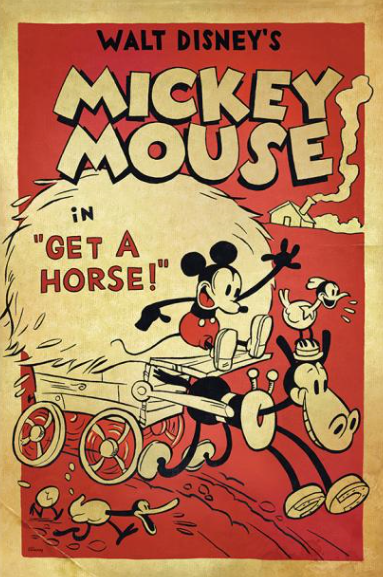 WALT DISNEY'S
MICKEY
MOUSE
iN
"GET A
HORSE!"